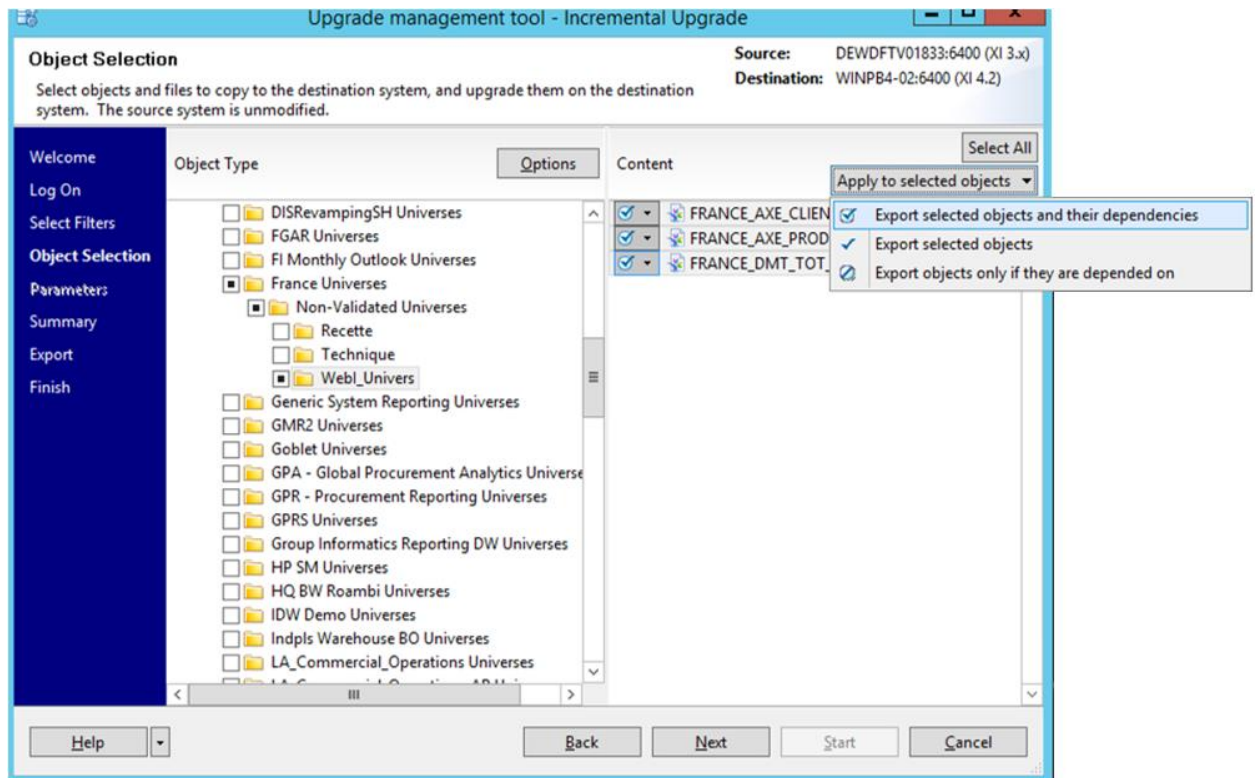 Upgrade management tool - Incremental Upgrade
Object Selection
Select objects and files to copy to the destination system, and upgrade them on the destination
system. The source system is unmodified.
Source: DEWDFTV01833:6400 (XI 3.x)
Destination: WINPB4-02:6400 (XI 4.2)
Welcome
Log On
Select Filters
Object Selection
Parameters
Summary
Export
Finish
Object Type
Options
DISRevampingSH Universes
FGAR Universes
FI Monthly Outlook Universes
France Universes
Non-Validated Universes
Recette
Technique
WebI_Univers
Generic System Reporting Universes
GMR2 Universes
Goblet Universes
GPA - Global Procurement Analytics Universe
GPR - Procurement Reporting Universes
GPRS Universes
Group Informatics Reporting DW Universes
HP SM Universes
HQ BW Roambi Universes
IDW Demo Universes
Indpls Warehouse BO Universes
LA_Commercial_Operations Universes
Content
Select All
Apply to selected objects
FRANCE_AXE_CLIEN
FRANCE_AXE_PROD
FRANCE_DMT_TOT_
Export selected objects and their dependencies
Export selected objects
Export objects only if they are depended on
Help
Back
Next
Start
Cancel